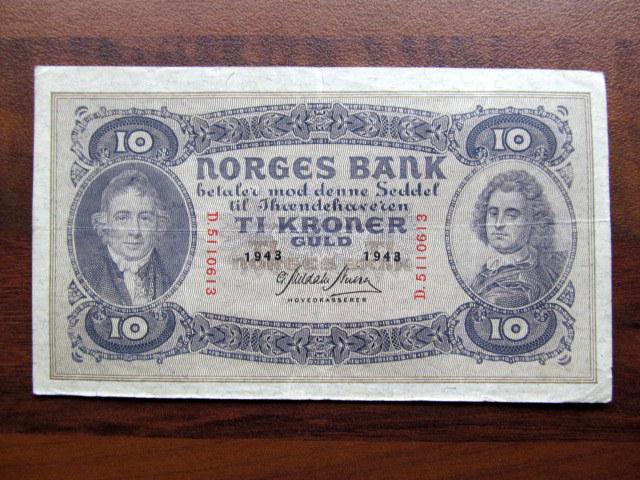 10 10
NORGES BANK
betaler mod denne Seddel
til Ihændehaveren
TI KRONER
GULD
1943 1943
D.5110613
D.5110613
HOVEDKASSERER
10 10